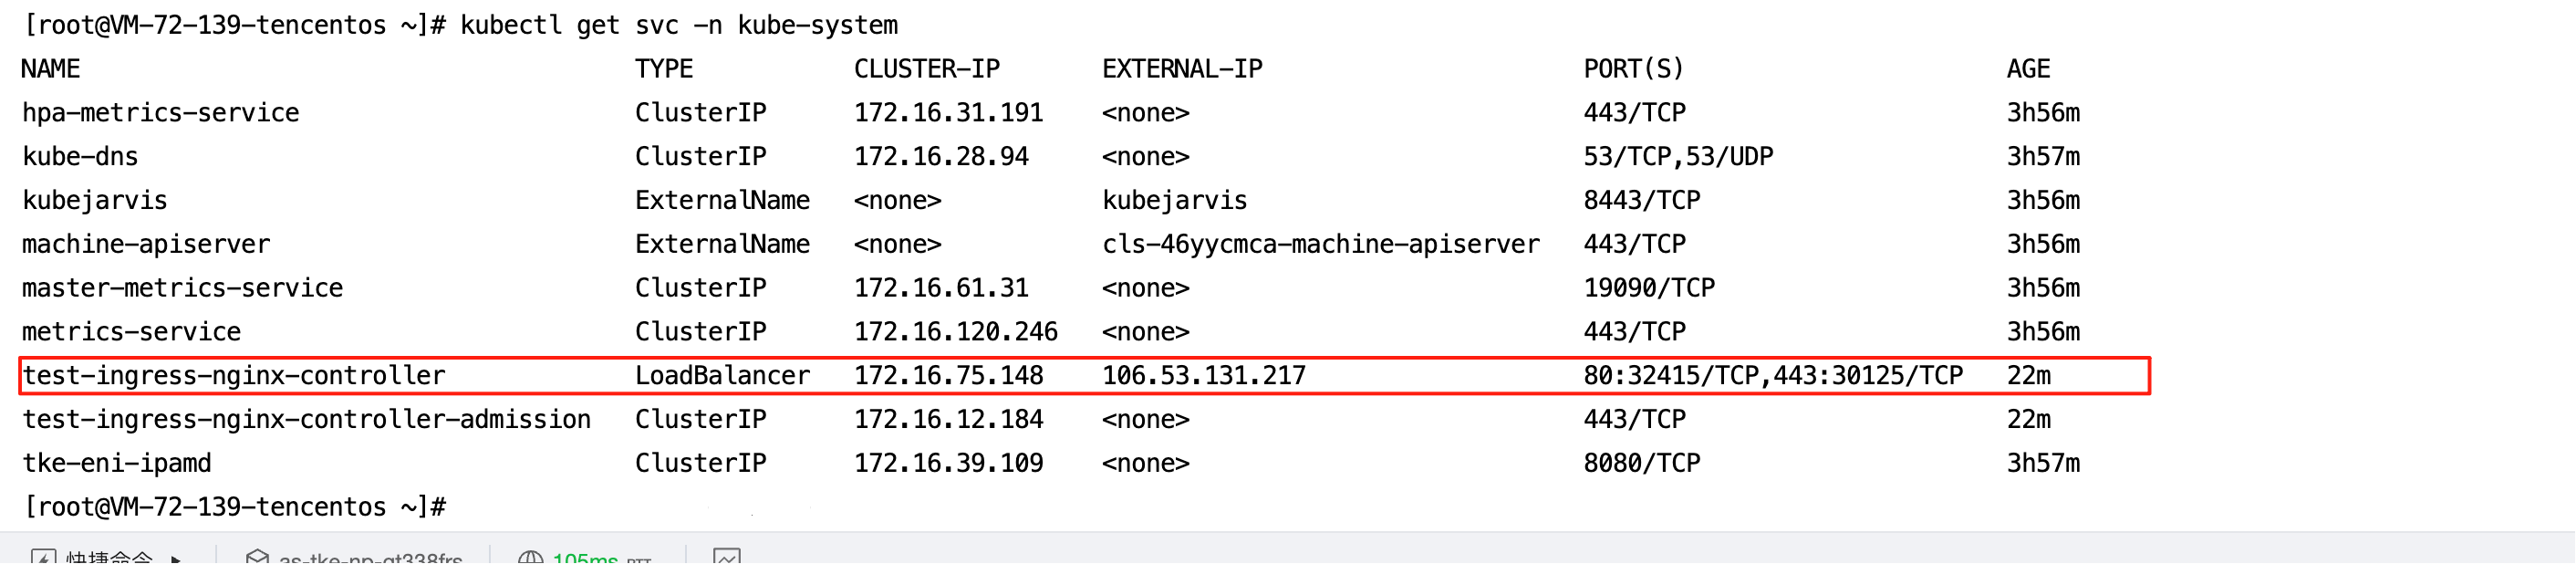 [root@VM-72-139-tencentos ~]# kubectl get svc -n kube-system
NAME TYPE CLUSTER-IP EXTERNAL-IP PORT(S) AGE
hpa-metrics-service ClusterIP 172.16.31.191 <none> 443/TCP 3h56m
kube-dns ClusterIP 172.16.28.94 <none> 53/TCP,53/UDP 3h57m
kubejarvis ExternalName <none> kubejarvis 8443/TCP 3h56m
machine-apiserver ExternalName <none> cls-46yycmca-machine-apiserver 443/TCP 3h56m
master-metrics-service ClusterIP 172.16.61.31 <none> 19090/TCP 3h56m
metrics-service ClusterIP 172.16.120.246 <none> 443/TCP 3h56m
test-ingress-nginx-controller LoadBalancer 172.16.75.148 106.53.131.217 80:32415/TCP,443:30125/TCP 22m
test-ingress-nginx-controller-admission ClusterIP 172.16.12.184 <none> 443/TCP 22m
tke-eni-ipamd ClusterIP 172.16.39.109 <none> 8080/TCP 3h57m
[root@VM-72-139-tencentos ~]#
快捷命令 105ms RTT